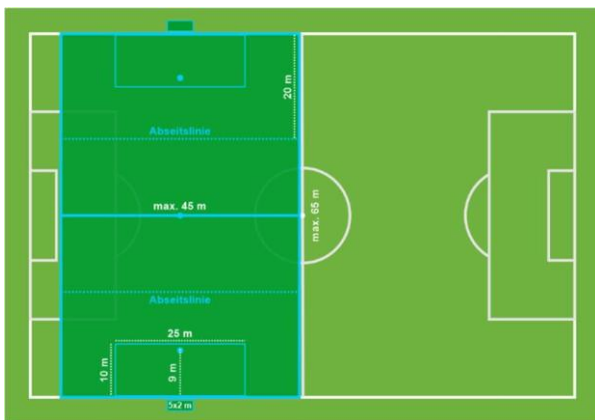 20 m
Abseitslinie
max. 45 m
max. 65 m
Abseitslinie
25 m
10 m
9 m
5x2 m